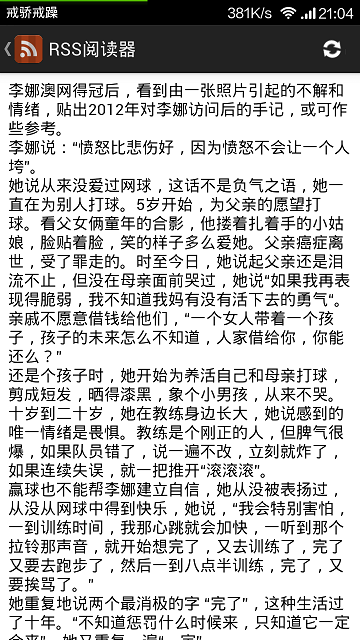 戒骄戒躁 381K/s 21:04
RSS阅读器
李娜澳网得冠后，看到由一张照片引起的不解和
情绪，贴出2012年对李娜访问后的手记，或可作
些参考。
李娜说：“愤怒比悲伤好，因为愤怒不会让一个人
垮”。
她说从来没爱过网球，这话不是负气之语，她一
直在为别人打球。5岁开始，为父亲的愿望打
球。看父女俩童年的合影，他搂着扎着手的小姑
娘，脸贴着脸，笑的样子多么爱她。父亲癌症离
世，受了罪走的。时至今日，她说起父亲还是泪
流不止，但没在母亲面前哭过，她说“如果我再表
现得脆弱，我不知道我妈有没有活下去的勇气“。
亲戚不愿意借钱给他们，“一个女人带着一个孩
子，孩子的未来怎么不知道，人家借给你，你能
还么？”
还是个孩子时，她开始为养活自己和母亲打球，
剪成短发，晒得漆黑，象个小男孩，从来不哭。
十岁到二十岁，她在教练身边长大，她说感到的
唯一情绪是畏惧。教练是个刚正的人，但脾气很
爆，如果队员错了，说一遍不改，立刻就炸了，
如果连续失误，就一把推开“滚滚滚”。
赢球也不能帮李娜建立自信，她从没被表扬过，
从没从网球中得到快乐，她说，“我会特别害怕，
一到训练时间，我那心跳就会加快，一听到那个
拉铃那声音，就开始想完了，又去训练了，完了
又要去跑步了，然后一到八点半训练，完了，又
要挨骂了。”
她重复地说两个最消极的字 “完了”，这种生活过
了十年。“不知道惩罚什么时候来，只知道它一定
会来”，她又重复一遍“一定”。